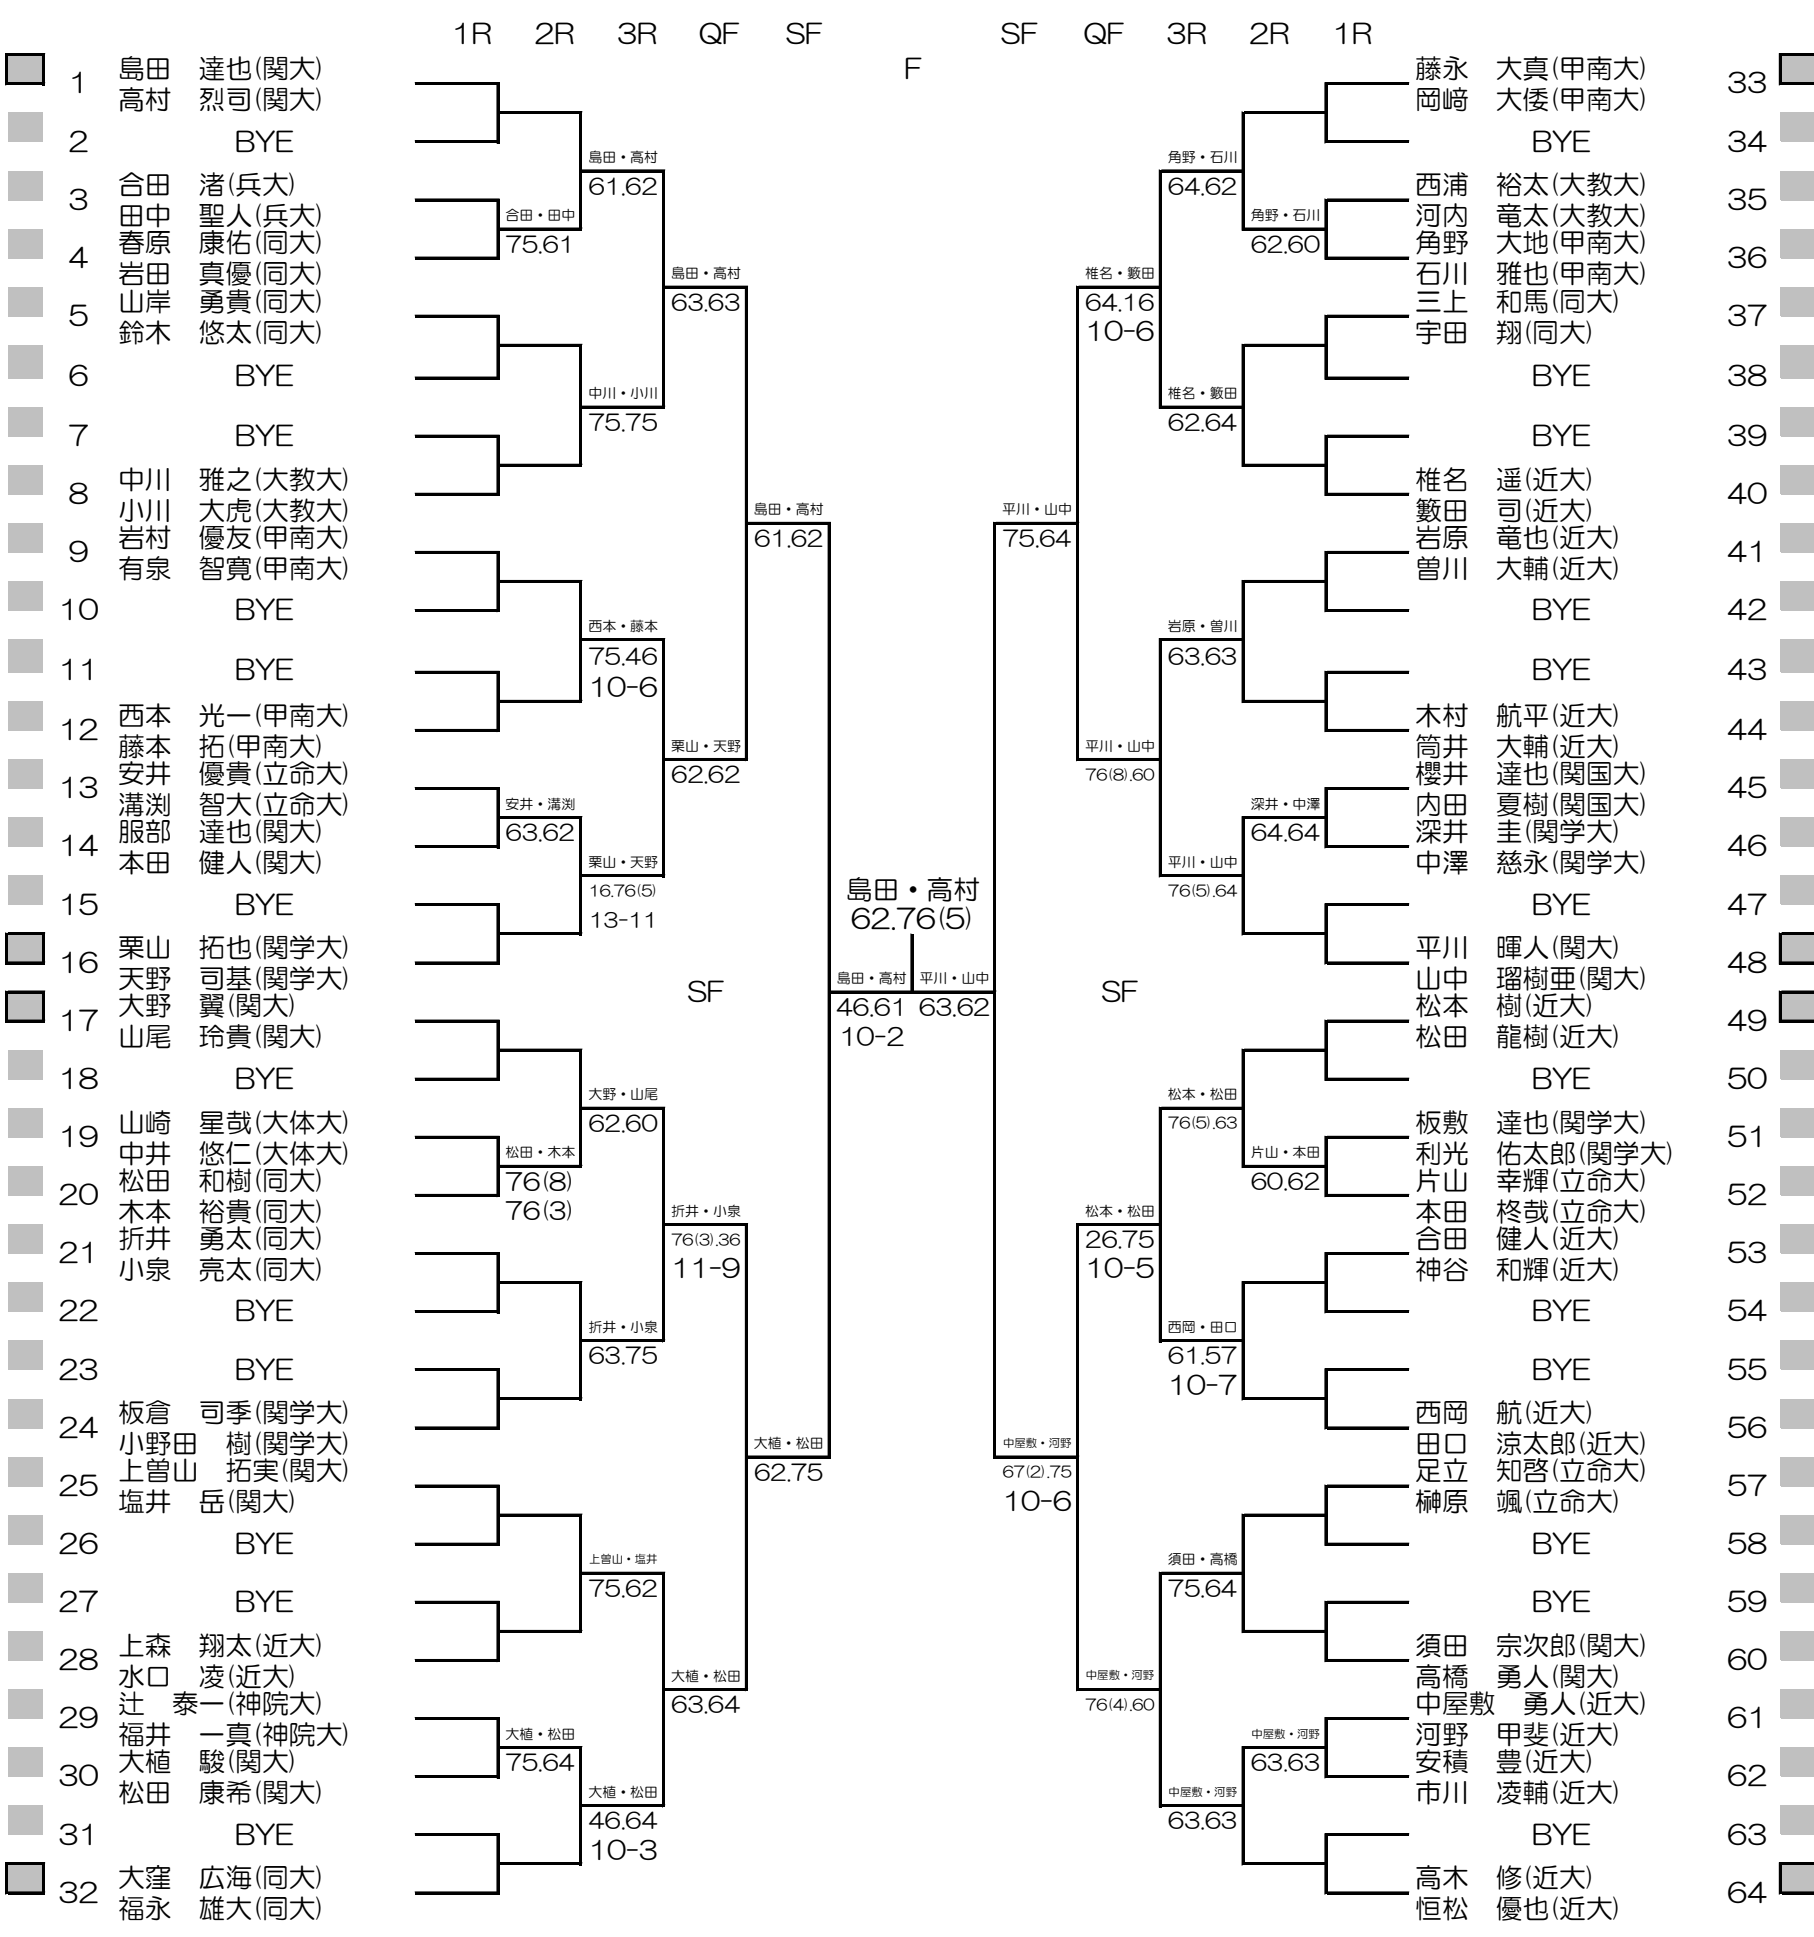 1R 2R 3R QF SF SF QF 3R 2R 1R
F
1 島田 達也(関大)
高村 烈司(関大)
2 BYE
3 合田 渚(兵大)
田中 聖人(兵大)
4 春原 康佑(同大)
岩田 真優(同大)
5 山岸 勇貴(同大)
鈴木 悠太(同大)
6 BYE
7 BYE
8 中川 雅之(大教大)
小川 大虎(大教大)
9 岩村 優友(甲南大)
有泉 智寛(甲南大)
10 BYE
11 BYE
12 西本 光一(甲南大)
藤本 拓(甲南大)
13 安井 優貴(立命大)
溝渕 智大(立命大)
14 服部 達也(関大)
本田 健人(関大)
15 BYE
16 栗山 拓也(関学大)
天野 司基(関学大)
17 大野 翼(関大)
山尾 玲貴(関大)
18 BYE
19 山崎 星哉(大体大)
中井 悠仁(大体大)
20 松田 和樹(同大)
木本 裕貴(同大)
21 折井 勇太(同大)
小泉 亮太(同大)
22 BYE
23 BYE
24 板倉 司季(関学大)
小野田 樹(関学大)
25 上曽山 拓実(関大)
塩井 岳(関大)
26 BYE
27 BYE
28 上森 翔太(近大)
水口 凌(近大)
29 辻 泰一(神院大)
福井 一真(神院大)
30 大植 駿(関大)
松田 康希(関大)
31 BYE
32 大窪 広海(同大)
福永 雄大(同大)
合田・田中
75.61
安井・溝渕
63.62
松田・木本
76(8)
76(3)
大植・松田
75.64
島田・高村
61.62
中川・小川
75.75
西本・藤本
75.46
10-6
栗山・天野
16.76(5)
13-11
大野・山尾
62.60
折井・小泉
63.75
上曽山・塩井
75.62
大植・松田
46.64
10-3
島田・高村
63.63
栗山・天野
62.62
SF
折井・小泉
76(3).36
11-9
大植・松田
63.64
島田・高村
61.62
大植・松田
62.75
島田・高村
62.76(5)
島田・高村
46.61
10-2
平川・山中
63.62
平川・山中
75.64
中屋敷・河野
67(2).75
10-6
椎名・籔田
64.16
10-6
平川・山中
76(8).60
SF
松本・松田
26.75
10-5
中屋敷・河野
76(4).60
角野・石川
64.62
椎名・籔田
62.64
岩原・曽川
63.63
平川・山中
76(5).64
松本・松田
76(5).63
西岡・田口
61.57
10-7
須田・高橋
75.64
中屋敷・河野
63.63
角野・石川
62.60
深井・中澤
64.64
片山・本田
60.62
中屋敷・河野
63.63
藤永 大真(甲南大) 33
岡﨑 大倭(甲南大)
BYE 34
西浦 裕太(大教大) 35
河内 竜太(大教大)
角野 大地(甲南大) 36
石川 雅也(甲南大)
三上 和馬(同大) 37
宇田 翔(同大)
BYE 38
BYE 39
椎名 遥(近大) 40
籔田 司(近大)
岩原 竜也(近大) 41
曽川 大輔(近大)
BYE 42
BYE 43
木村 航平(近大) 44
筒井 大輔(近大)
櫻井 達也(関国大) 45
内田 夏樹(関国大)
深井 圭(関学大) 46
中澤 慈永(関学大)
BYE 47
平川 暉人(関大) 48
山中 瑠樹亜(関大)
松本 樹(近大) 49
松田 龍樹(近大)
BYE 50
板敷 達也(関学大) 51
利光 佑太郎(関学大)
片山 幸輝(立命大) 52
本田 柊哉(立命大)
合田 健人(近大) 53
神谷 和輝(近大)
BYE 54
BYE 55
西岡 航(近大) 56
田口 涼太郎(近大)
足立 知啓(立命大) 57
榊原 颯(立命大)
BYE 58
BYE 59
須田 宗次郎(関大) 60
高橋 勇人(関大)
中屋敷 勇人(近大) 61
河野 甲斐(近大)
安積 豊(近大) 62
市川 凌輔(近大)
BYE 63
高木 修(近大) 64
恒松 優也(近大)